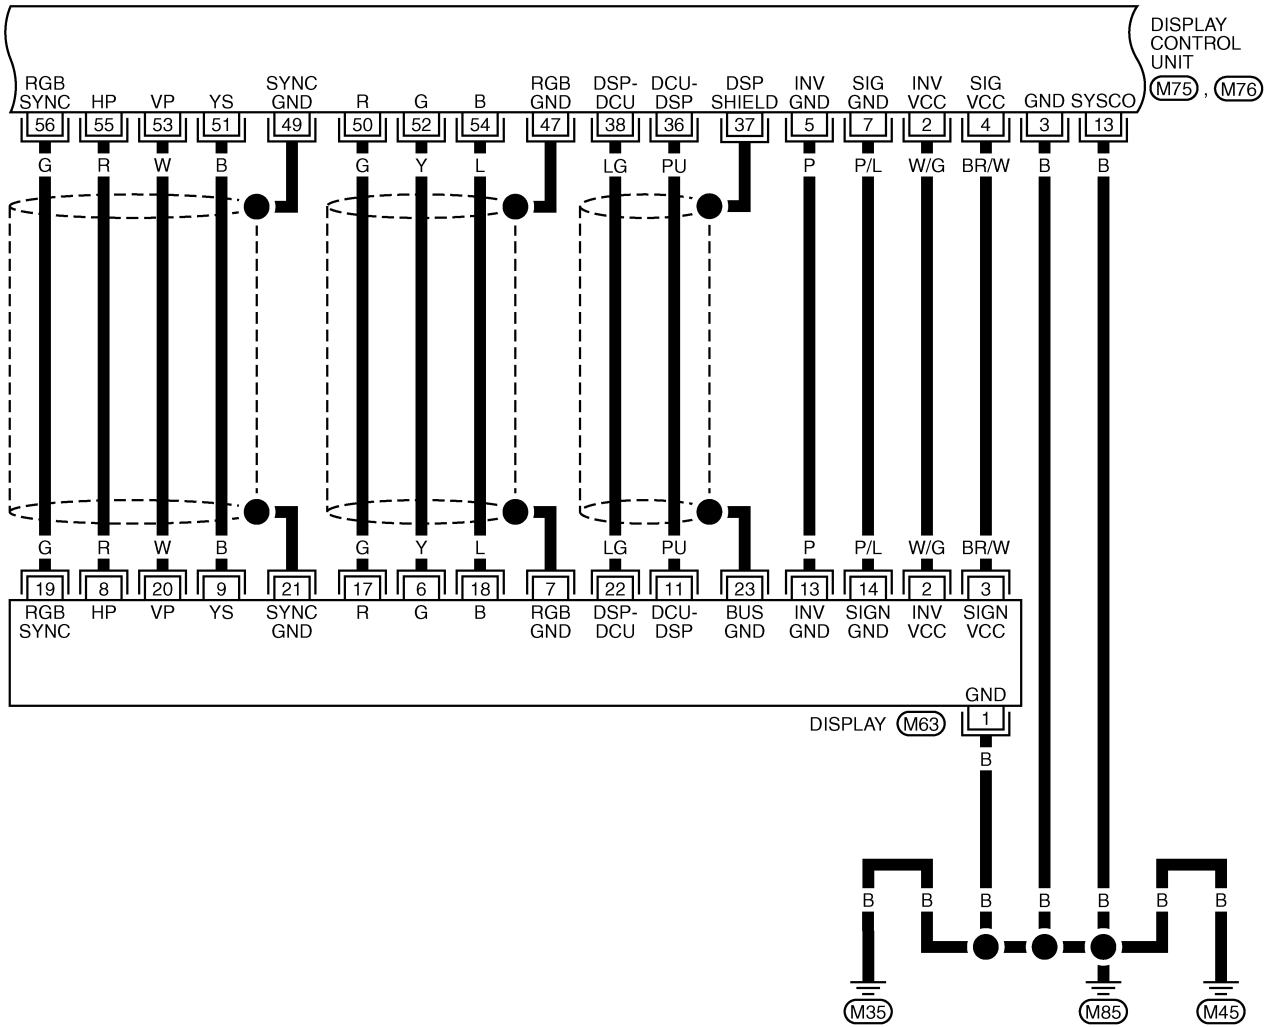 DISPLAY
CONTROL
UNIT
M75 , M76
RGB SYNC GND RGB DSP- DCU- DSP INV SIG INV SIG
SYNC HP VP YS GND R G B GND DCU DSP SHIELD GND GND VCC VCC GND SYSCO
56 55 53 51 49 50 52 54 47 38 36 37 5 7 2 4 3 13
G R W B G Y L LG PU P P/L W/G BR/W B B
G R W B G Y L LG PU P P/L W/G BR/W
19 8 20 9 21 17 6 18 7 22 11 23 13 14 2 3
RGB HP VP YS SYNC R G B RGB DSP- DCU- BUS INV SIGN INV SIGN
SYNC GND GND DCU DSP GND GND GND VCC VCC
GND
DISPLAY M63 1
B
B B B B B B B
M35 M85 M45